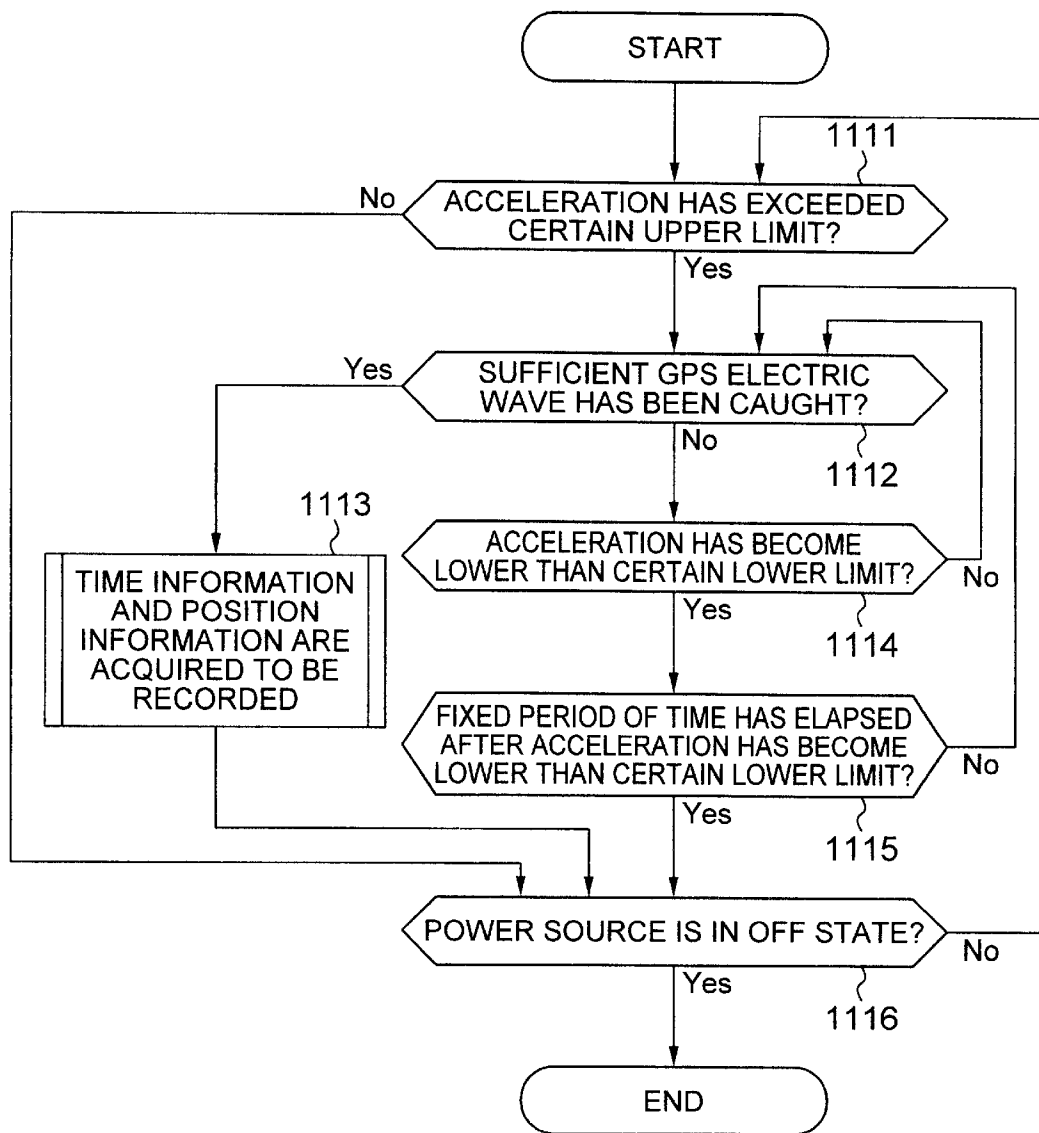 START
1111
No
ACCELERATION HAS EXCEEDED
CERTAIN UPPER LIMIT?
Yes
Yes
SUFFICIENT GPS ELECTRIC
WAVE HAS BEEN CAUGHT?
No
1112
1113
TIME INFORMATION
AND POSITION
INFORMATION ARE
ACQUIRED TO BE
RECORDED
ACCELERATION HAS BECOME
LOWER THAN CERTAIN LOWER LIMIT?
No
Yes
1114
FIXED PERIOD OF TIME HAS ELAPSED
AFTER ACCELERATION HAS BECOME
LOWER THAN CERTAIN LOWER LIMIT?
No
Yes
1115
POWER SOURCE IS IN OFF STATE?
No
Yes
1116
END